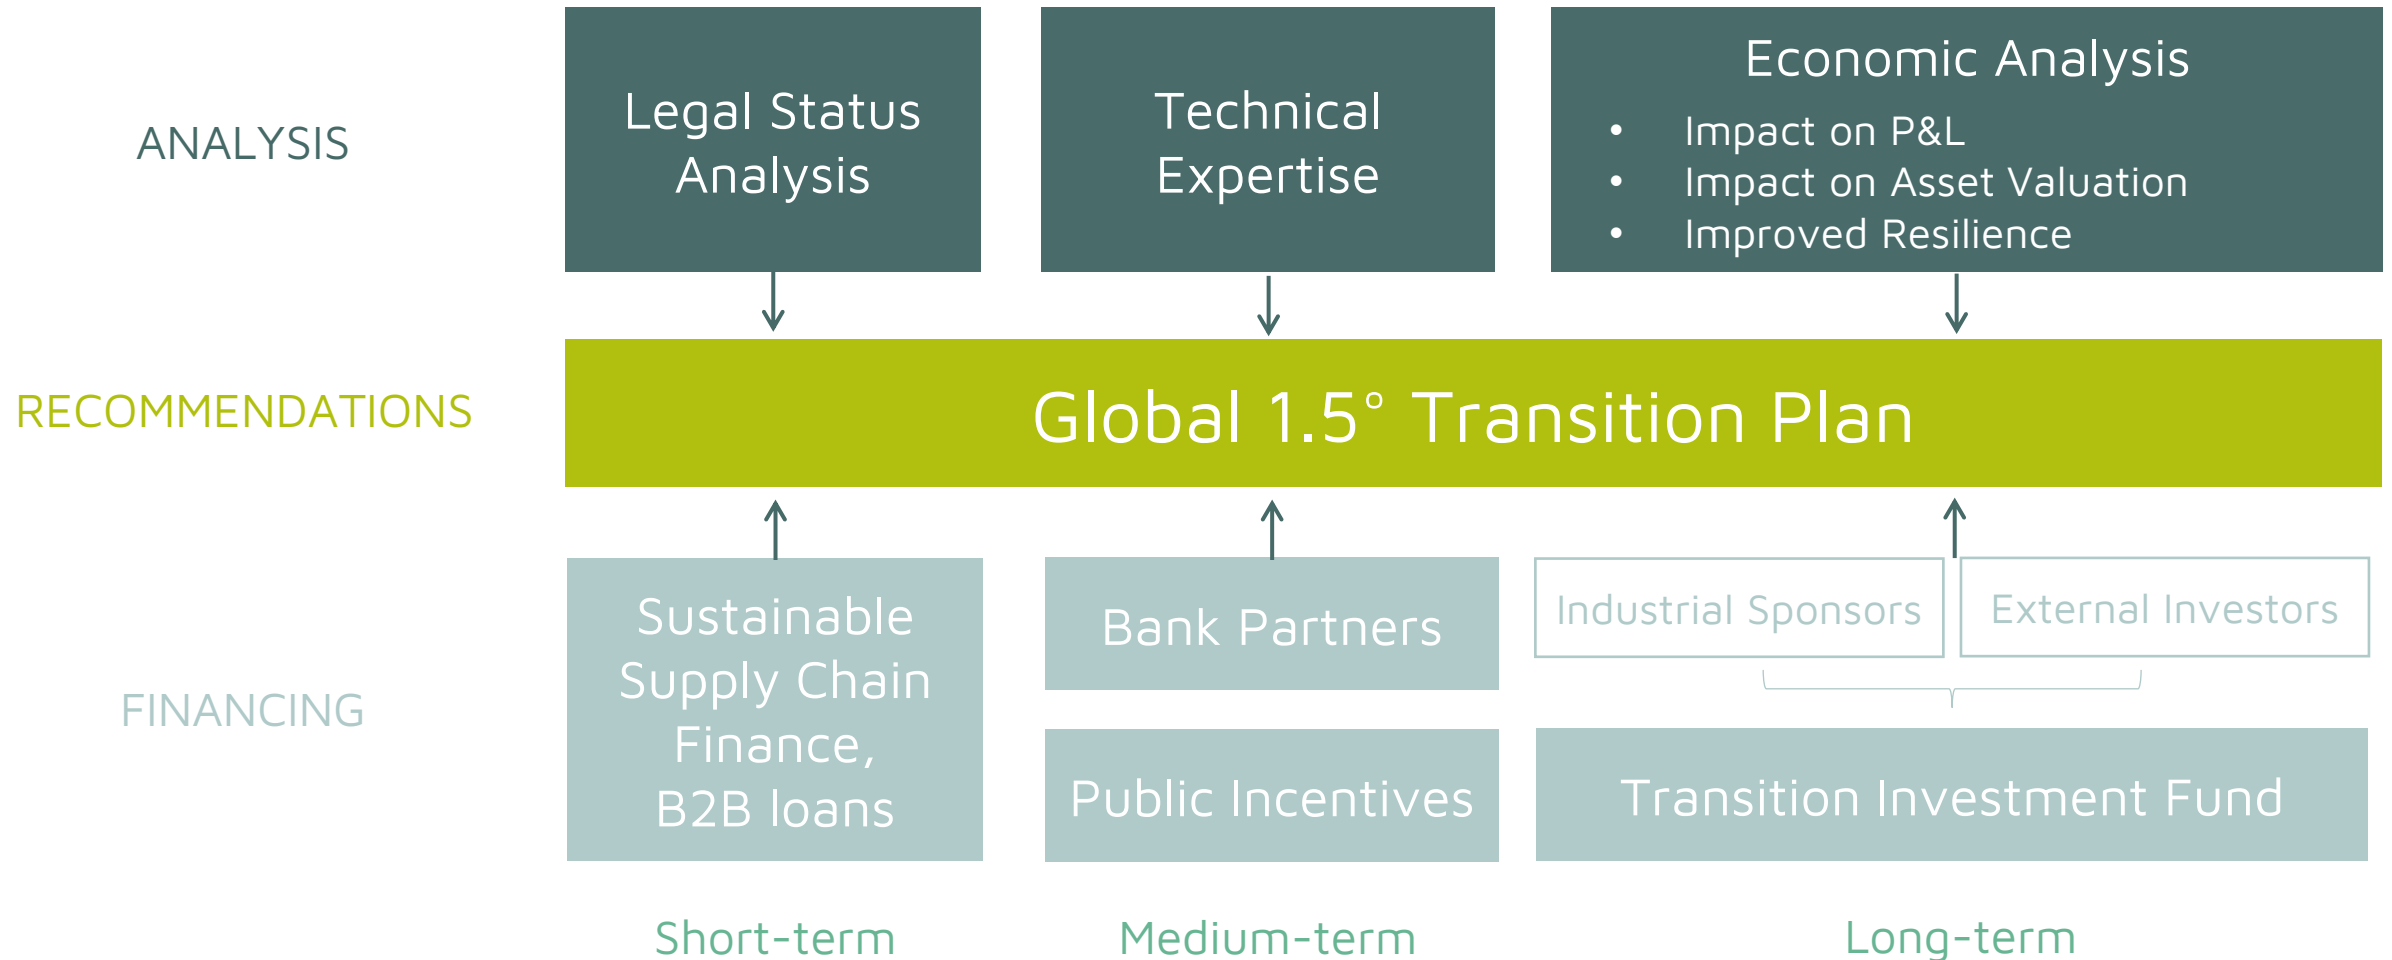 ANALYSIS
Legal Status
Analysis
Technical
Expertise
Economic Analysis
• Impact on P&L
• Impact on Asset Valuation
• Improved Resilience
RECOMMENDATIONS
Global 1.5° Transition Plan
FINANCING
Sustainable
Supply Chain
Finance,
B2B loans
Bank Partners
Public Incentives
Industrial Sponsors
External Investors
Transition Investment Fund
Short-term
Medium-term
Long-term